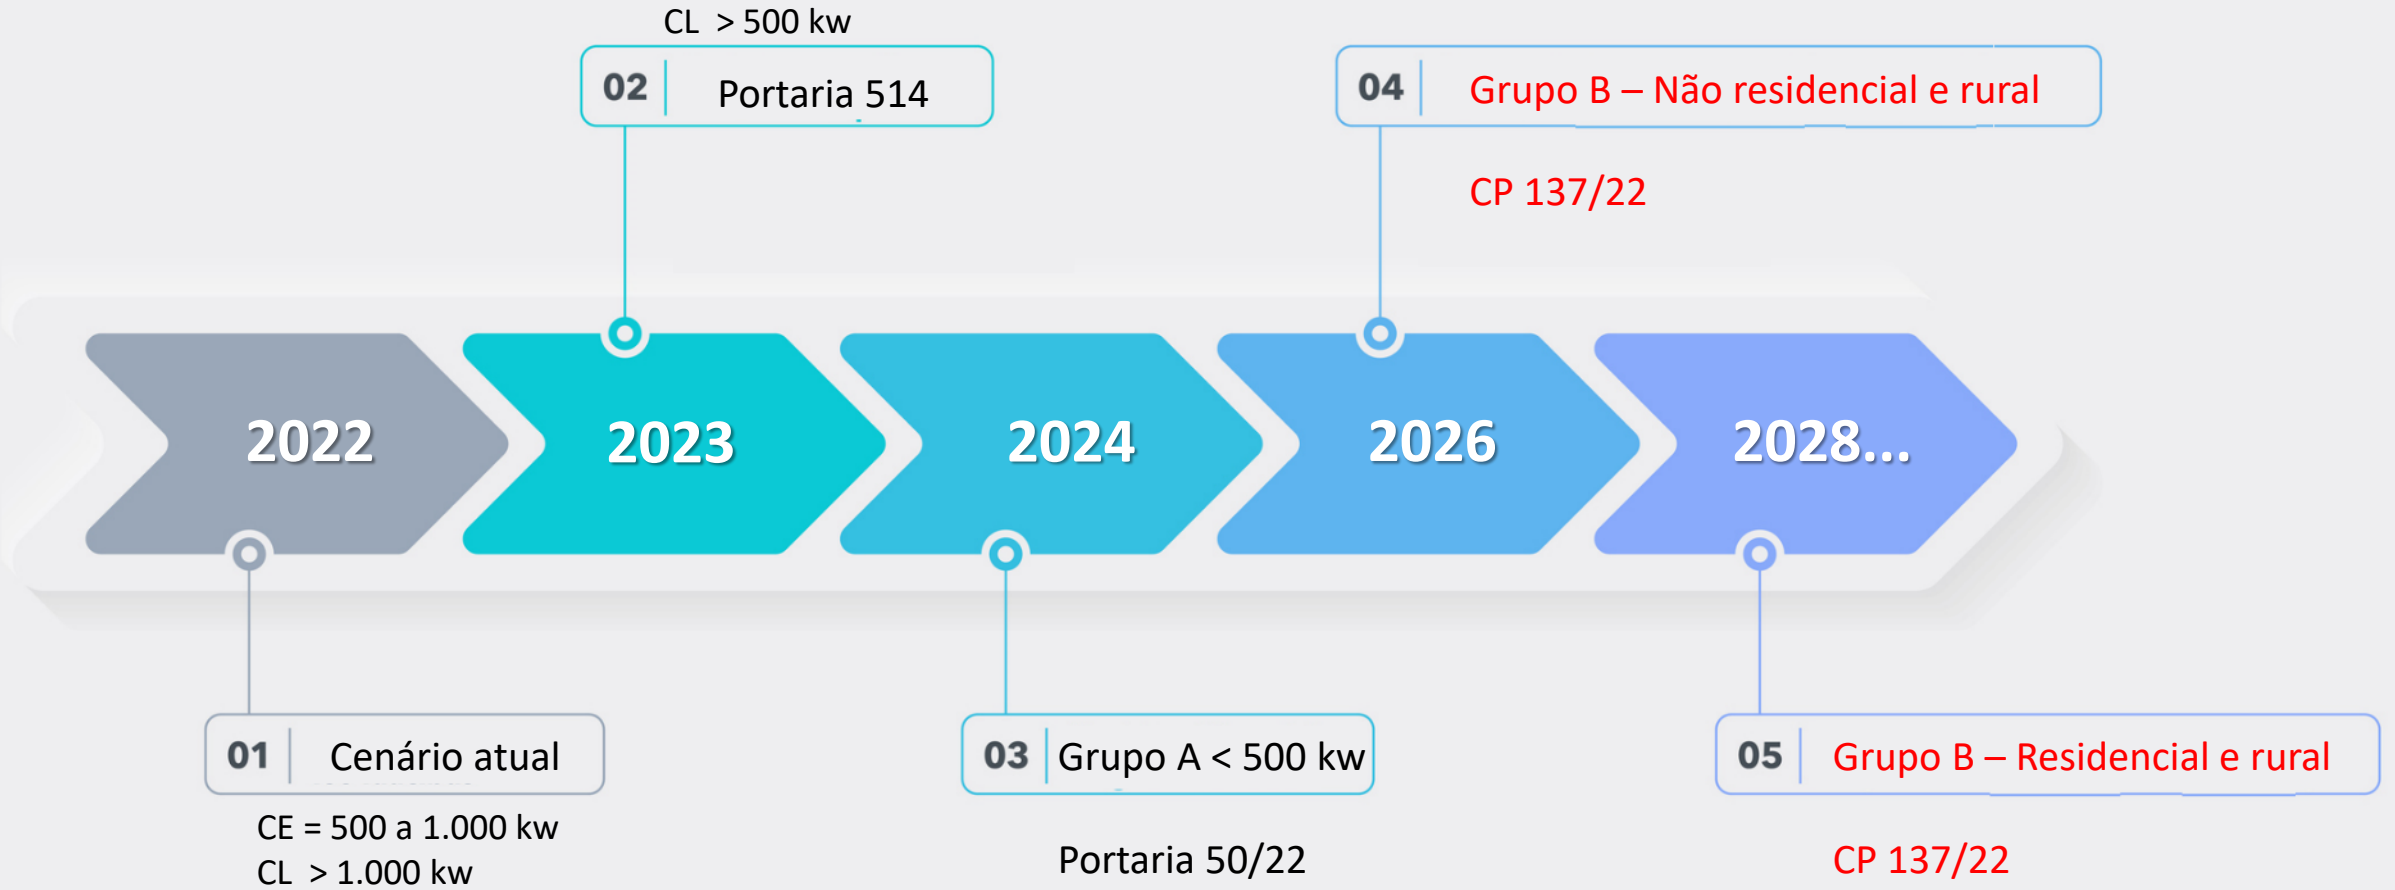 CL > 500 kw
02 Portaria 514
04 Grupo B – Não residencial e rural
CP 137/22
2022
2023
2024
2026
2028...
01 Cenário atual
CE = 500 a 1.000 kw
CL > 1.000 kw
03 Grupo A < 500 kw
Portaria 50/22
05 Grupo B – Residencial e rural
CP 137/22